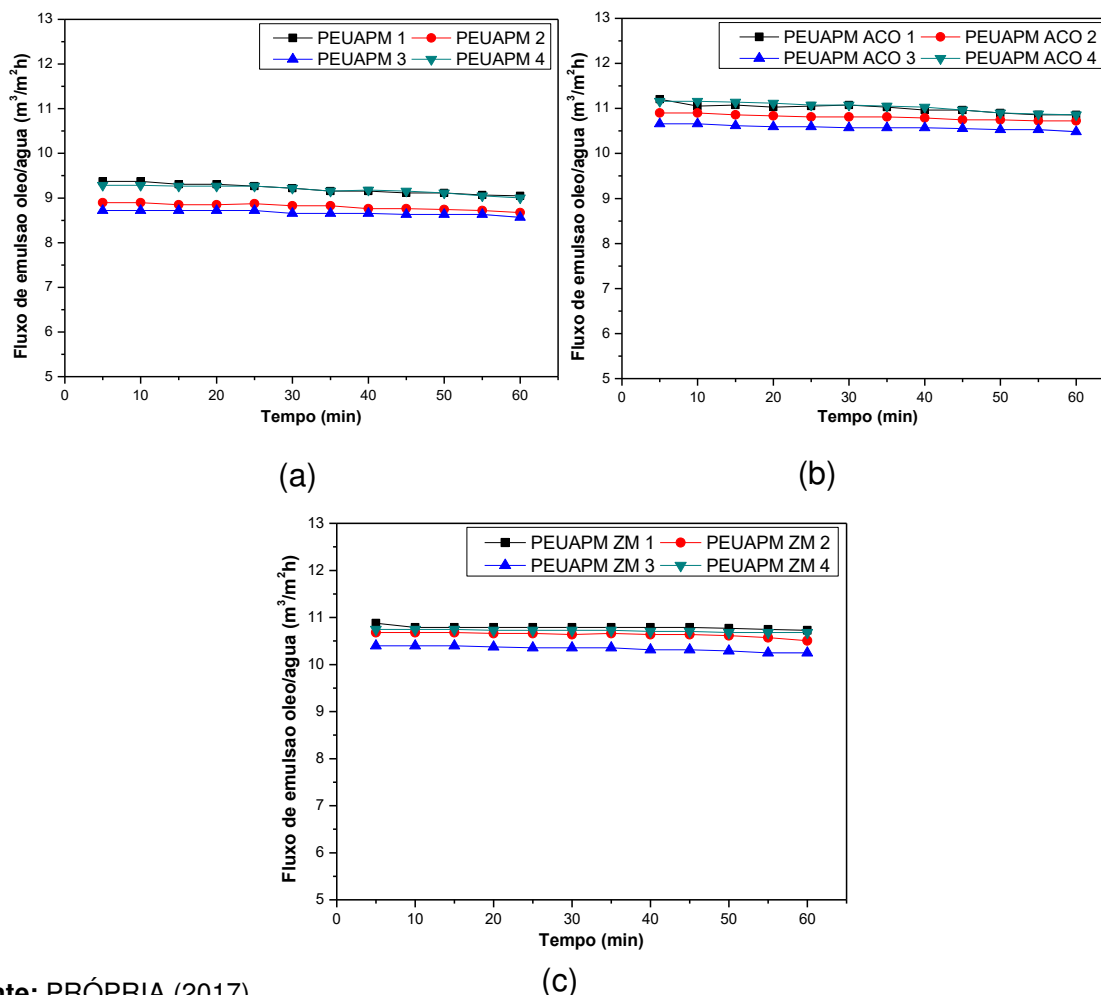 PEUAPM 1 PEUAPM 2
PEUAPM 3 PEUAPM 4
Fluxo de emulsao oleo/agua (m³/m²h)
13
12
11
10
9
8
7
6
5
0 10 20 30 40 50 60
Tempo (min)
(a)
PEUAPM ACO 1 PEUAPM ACO 2
PEUAPM ACO 3 PEUAPM ACO 4
Fluxo de emulsao oleo/agua (m³/m²h)
13
12
11
10
9
8
7
6
5
0 10 20 30 40 50 60
Tempo (min)
(b)
PEUAPM ZM 1 PEUAPM ZM 2
PEUAPM ZM 3 PEUAPM ZM 4
Fluxo de emulsao oleo/agua (m³/m²h)
13
12
11
10
9
8
7
6
5
0 10 20 30 40 50 60
Tempo (min)
(c)
nte: PRÓPRIA (2017)